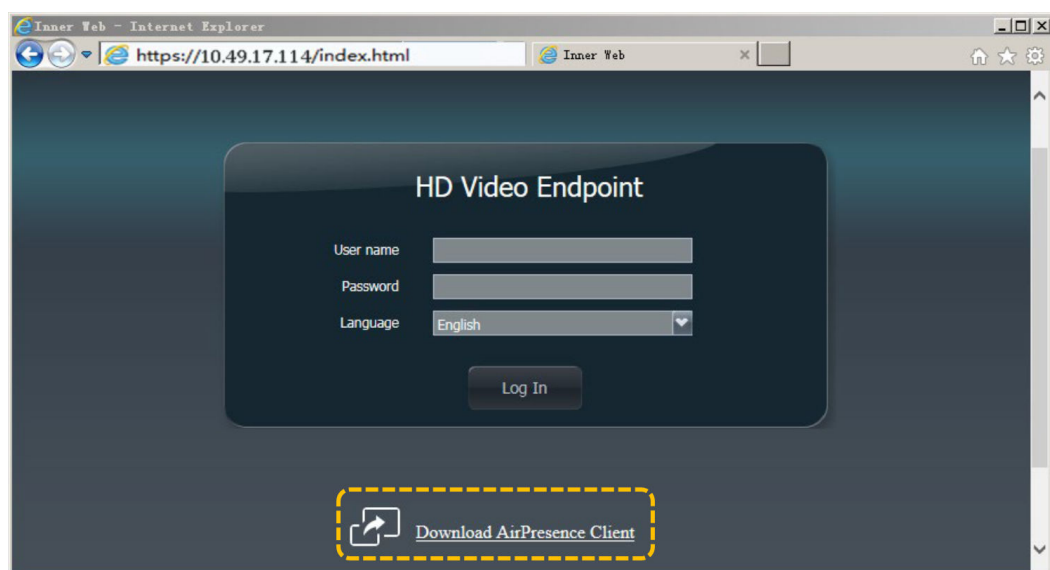 Inner Web - Internet Explorer
https://10.49.17.114/index.html
Inner Web
HD Video Endpoint
User name
Password
Language
English
Log In
Download AirPresence Client